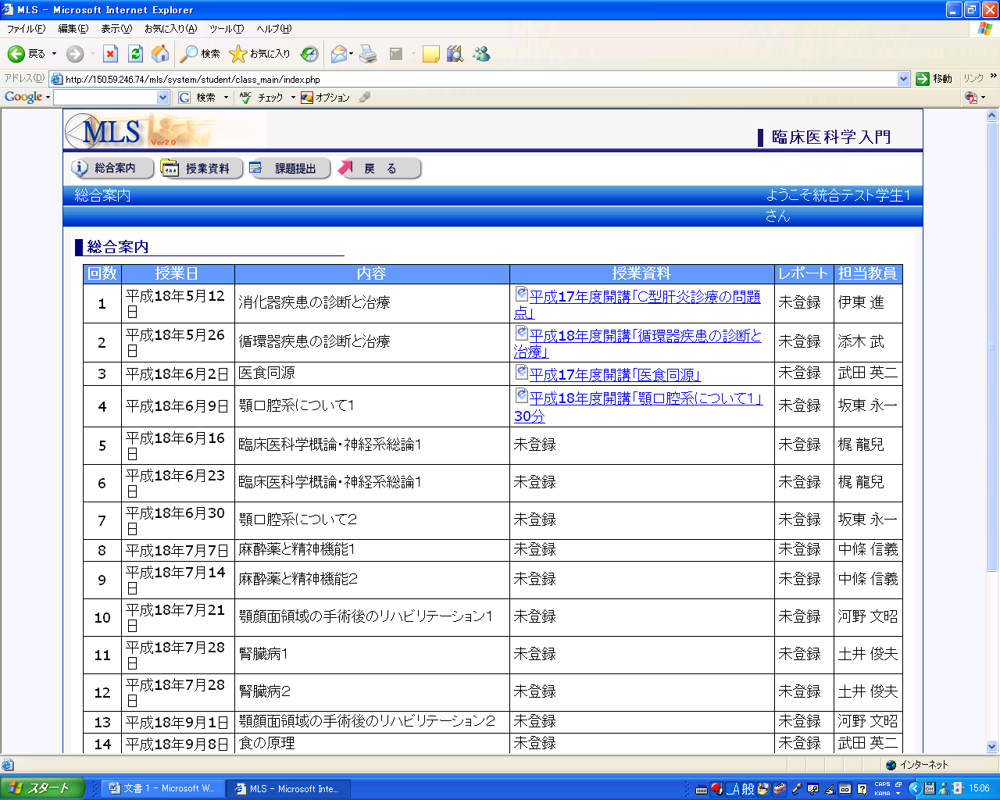 MLS - Microsoft Internet Explorer
ファイル(F) 編集(E) 表示(V) お気に入り(A) ツール(T) ヘルプ(H)
戻る 検索 お気に入り
アドレス(D) http://150.59.246.74/mls/system/student/class_main/index.php 移動 リンク »
Google G 検索 ABC チェック オプション
MLS Ver2.0
臨床医科学入門
総合案内 授業資料 課題提出 戻 る
総合案内 ようこそ統合テスト学生1
さん
総合案内
回数 授業日 内容 授業資料 レポート 担当教員
1 平成18年5月12日 消化器疾患の診断と治療 平成17年度開講「C型肝炎診療の問題点」 未登録 伊東 進
2 平成18年5月26日 循環器疾患の診断と治療 平成18年度開講「循環器疾患の診断と治療」 未登録 添木 武
3 平成18年6月2日 医食同源 平成17年度開講「医食同源」 未登録 武田 英二
4 平成18年6月9日 顎口腔系について1 平成18年度開講「顎口腔系について1」30分 未登録 坂東 永一
5 平成18年6月16日 臨床医科学概論・神経系総論1 未登録 未登録 梶 龍兒
6 平成18年6月23日 臨床医科学概論・神経系総論1 未登録 未登録 梶 龍兒
7 平成18年6月30日 顎口腔系について2 未登録 未登録 坂東 永一
8 平成18年7月7日 麻酔薬と精神機能1 未登録 未登録 中條 信義
9 平成18年7月14日 麻酔薬と精神機能2 未登録 未登録 中條 信義
10 平成18年7月21日 顎顔面領域の手術後のリハビリテーション1 未登録 未登録 河野 文昭
11 平成18年7月28日 腎臓病1 未登録 未登録 土井 俊夫
12 平成18年7月28日 腎臓病2 未登録 未登録 土井 俊夫
13 平成18年9月1日 顎顔面領域の手術後のリハビリテーション2 未登録 未登録 河野 文昭
14 平成18年9月8日 食の原理 未登録 未登録 武田 英二
インターネット
スタート 文書 1 - Microsoft W... MLS - Microsoft Inte... A 般 CAPS KANA 15:06